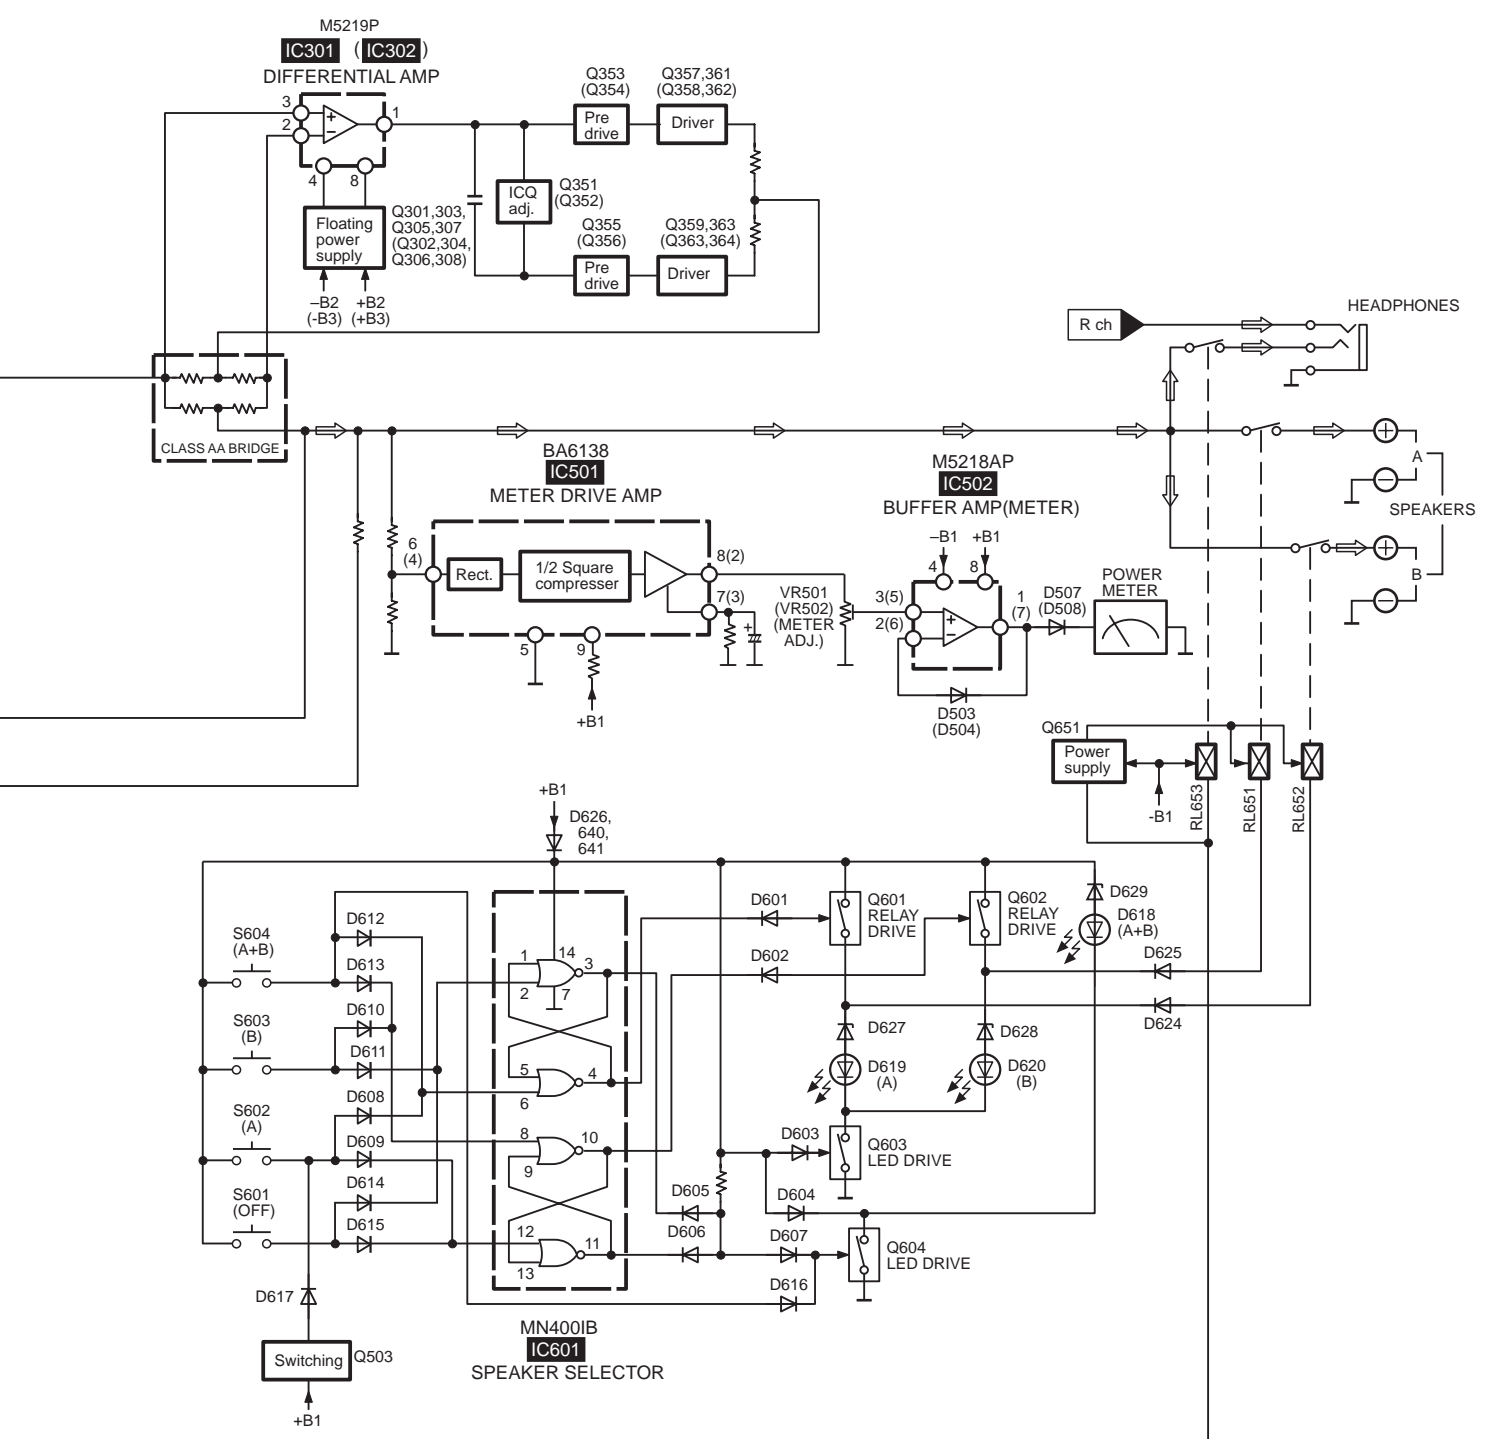 M5219P
IC301 (IC302)
DIFFERENTIAL AMP
3
2
+
−
1
4
8
Floating
power
supply
Q301,303,
Q305,307
(Q302,304,
Q306,308)
–B2
(-B3)
+B2
(+B3)
ICQ
adj.
Q351
(Q352)
Q353
(Q354)
Pre
drive
Q357,361
(Q358,362)
Driver
Q355
(Q356)
Pre
drive
Q359,363
(Q363,364)
Driver
CLASS AA BRIDGE
R ch
HEADPHONES
A
SPEAKERS
B
BA6138
IC501
METER DRIVE AMP
6
(4)
Rect.
1/2 Square
compresser
8(2)
7(3)
+
5
9
+B1
VR501
(VR502)
(METER
ADJ.)
M5218AP
IC502
BUFFER AMP(METER)
–B1
+B1
4
8
3(5)
2(6)
+
−
1
(7)
D507
(D508)
POWER
METER
D503
(D504)
Q651
Power
supply
-B1
RL653
RL651
RL652
+B1
D626,
640,
641
S604
(A+B)
S603
(B)
S602
(A)
S601
(OFF)
D612
D613
D610
D611
D608
D609
D614
D615
D617
Switching
Q503
+B1
1
2
14
3
7
5
6
4
8
9
10
12
13
11
MN400IB
IC601
SPEAKER SELECTOR
D601
D602
Q601
RELAY
DRIVE
Q602
RELAY
DRIVE
D629
D618
(A+B)
D625
D624
D627
D619
(A)
D628
D620
(B)
D603
Q603
LED DRIVE
D605
D604
D606
D607
D616
Q604
LED DRIVE